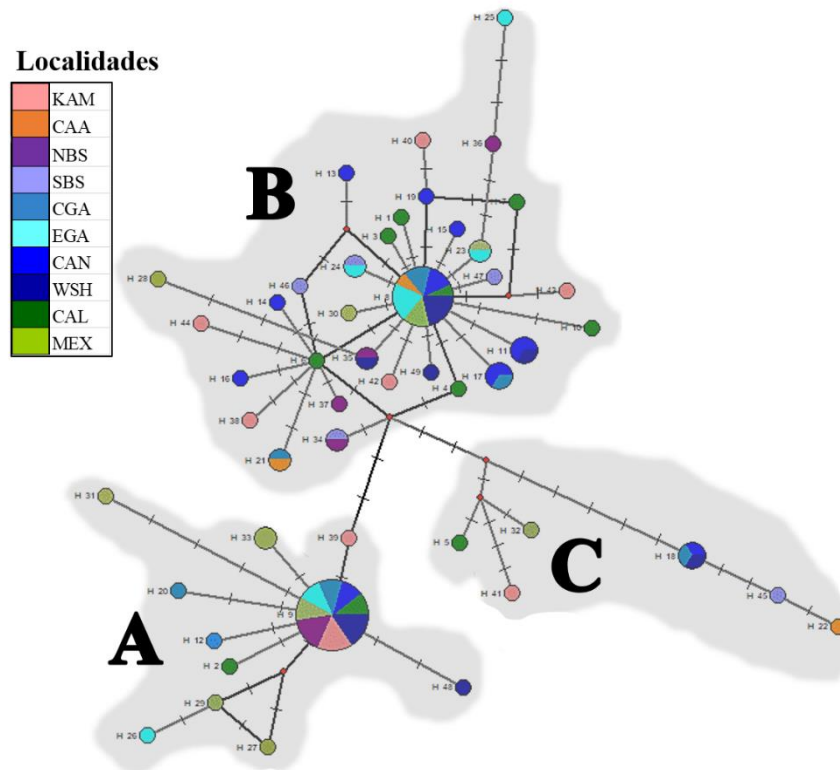 Localidades
KAM
CAA
NBS
SBS
CGA
EGA
CAN
WSH
CAL
MEX
H 25
H 40
H 36
H 13
B
H 19
H 1
H 3
H 15
H 23
H 24
H 47
H 28
H 46
H 8
H 43
H 14
H 30
H 10
H 44
H 35
H 11
H 6
H 49
H 17
H 16
H 42
H 4
H 37
H 38
H 34
H 21
H 31
H 33
H 39
H 5
H 32
C
H 18
H 20
H 9
H 41
H 45
H 12
A
H 22
H 2
H 29
H 48
H 26
H 27